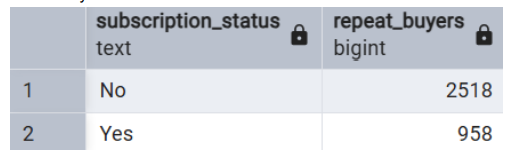 subscription_status repeat_buyers
text bigint
1 No 2518
2 Yes 958